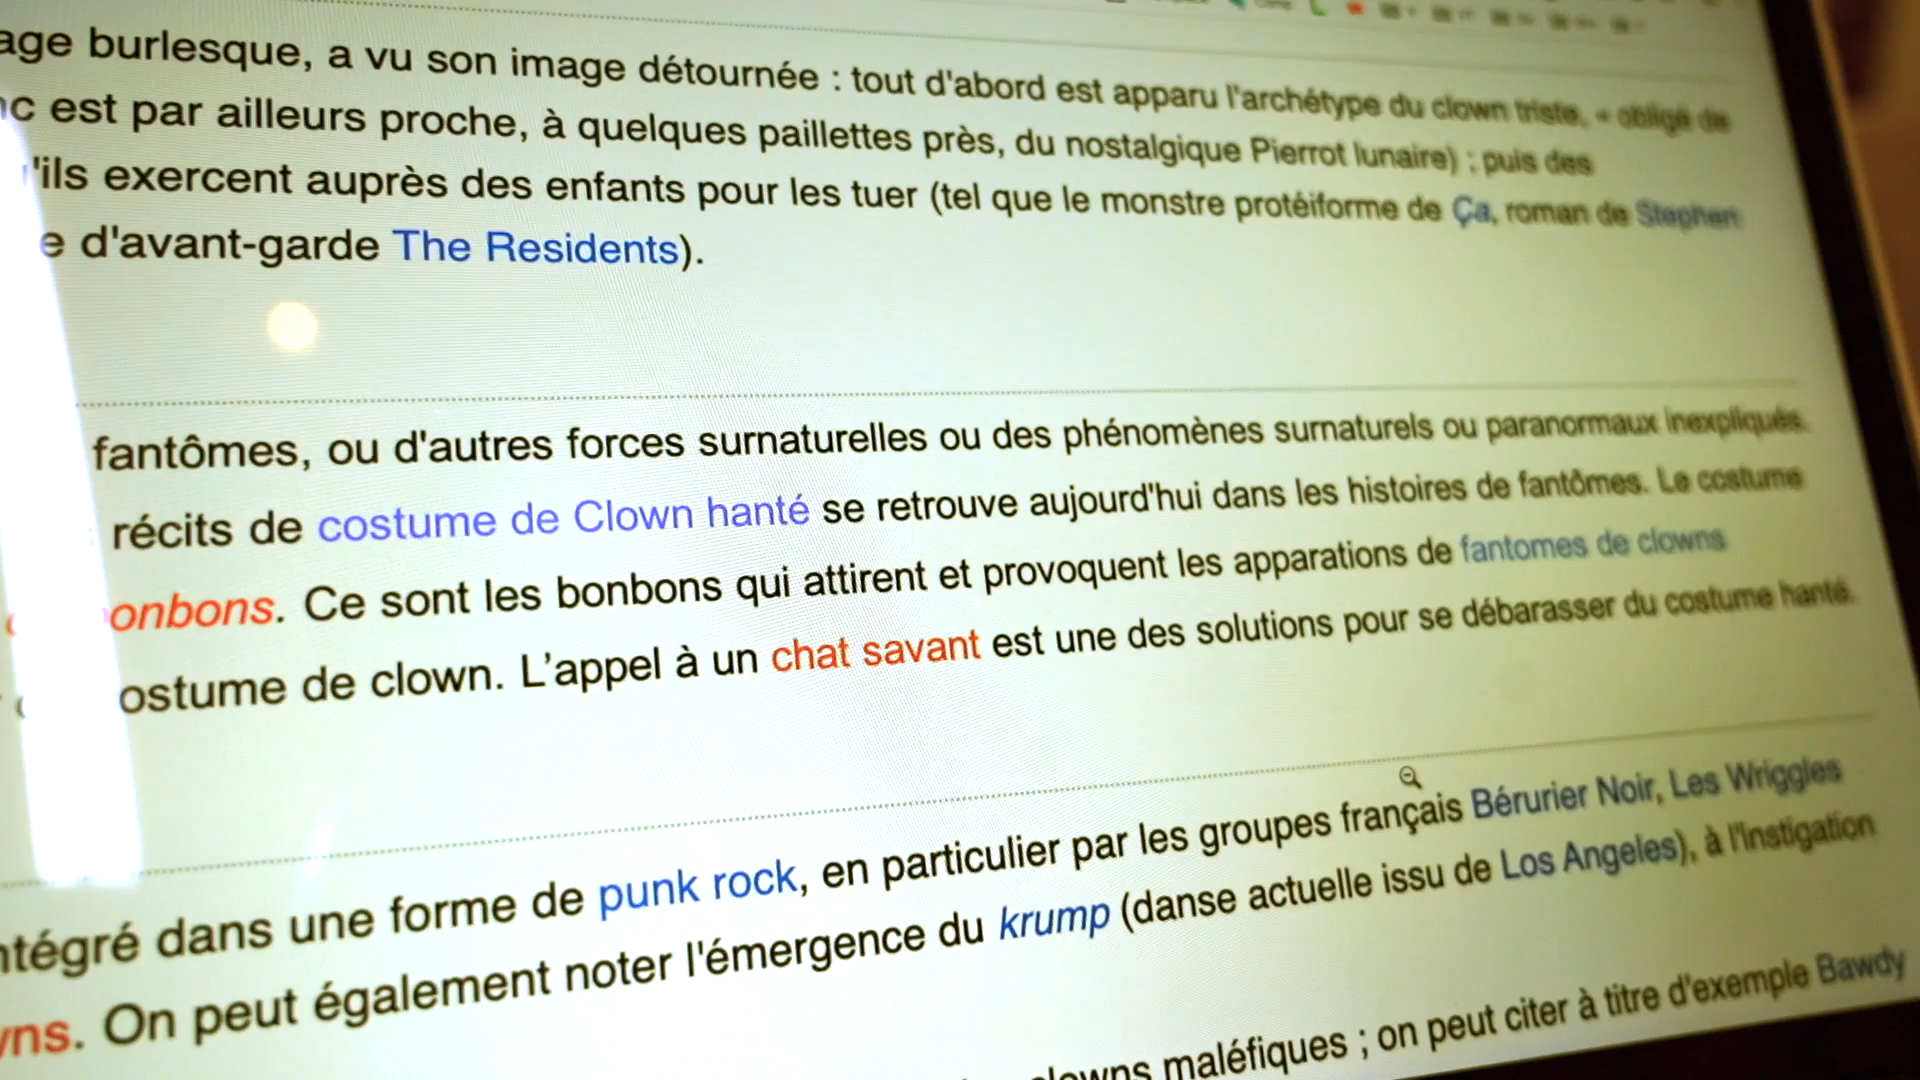 age burlesque, a vu son image détournée : tout d'abord est apparu l'archétype du clown triste, « obligé de
est par ailleurs proche, à quelques paillettes près, du nostalgique Pierrot lunaire) ; puis des
'ils exercent auprès des enfants pour les tuer (tel que le monstre protéiforme de Ça, roman de Stephen
e d'avant-garde The Residents).
fantômes, ou d'autres forces surnaturelles ou des phénomènes surnaturels ou paranormaux inexpliqués.
récits de costume de Clown hanté se retrouve aujourd'hui dans les histoires de fantômes. Le costume
onbons. Ce sont les bonbons qui attirent et provoquent les apparations de fantomes de clowns
ostume de clown. L'appel à un chat savant est une des solutions pour se débarasser du costume hanté.
ntégré dans une forme de punk rock, en particulier par les groupes français Bérurier Noir, Les Wriggles
wns. On peut également noter l'émergence du krump (danse actuelle issu de Los Angeles), à l'instigation
clowns maléfiques ; on peut citer à titre d'exemple Bawdy